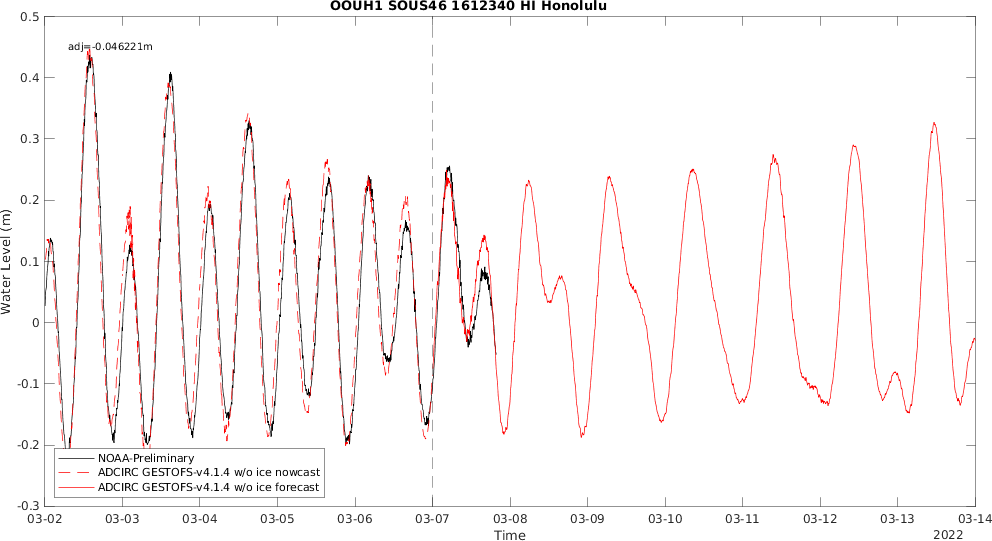 OOUH1 SOUS46 1612340 HI Honolulu
adj=-0.046221m
0.5
0.4
0.3
0.2
0.1
0
-0.1
-0.2
-0.3
Water Level (m)
NOAA-Preliminary
ADCIRC GESTOFS-v4.1.4 w/o ice nowcast
ADCIRC GESTOFS-v4.1.4 w/o ice forecast
03-02 03-03 03-04 03-05 03-06 03-07 03-08 03-09 03-10 03-11 03-12 03-13 03-14
Time
2022